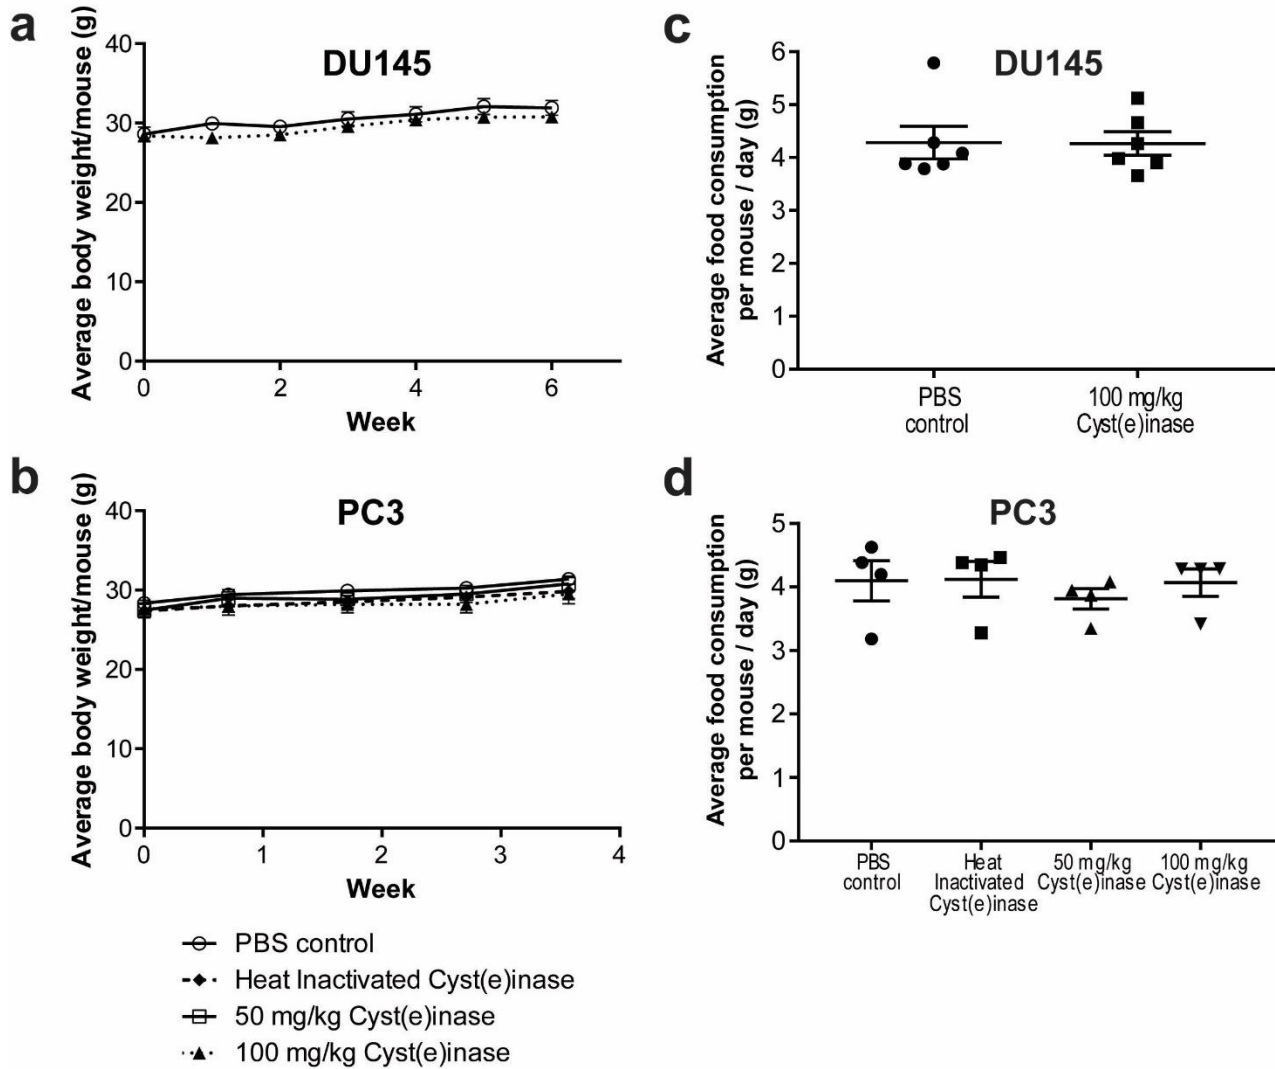 a
DU145
Average body weight/mouse (g)
40
30
20
10
0
0 2 4 6
Week
c
DU145
Average food consumption
per mouse / day (g)
6
5
4
3
2
1
0
PBS
control
100 mg/kg
Cyst(e)inase
b
PC3
Average body weight/mouse (g)
40
30
20
10
0
0 1 2 3 4
Week
PBS control
Heat Inactivated Cyst(e)inase
50 mg/kg Cyst(e)inase
100 mg/kg Cyst(e)inase
d
PC3
Average food consumption
per mouse / day (g)
5
4
3
2
1
0
PBS
control
Heat
Inactivated
Cyst(e)inase
50 mg/kg
Cyst(e)inase
100 mg/kg
Cyst(e)inase